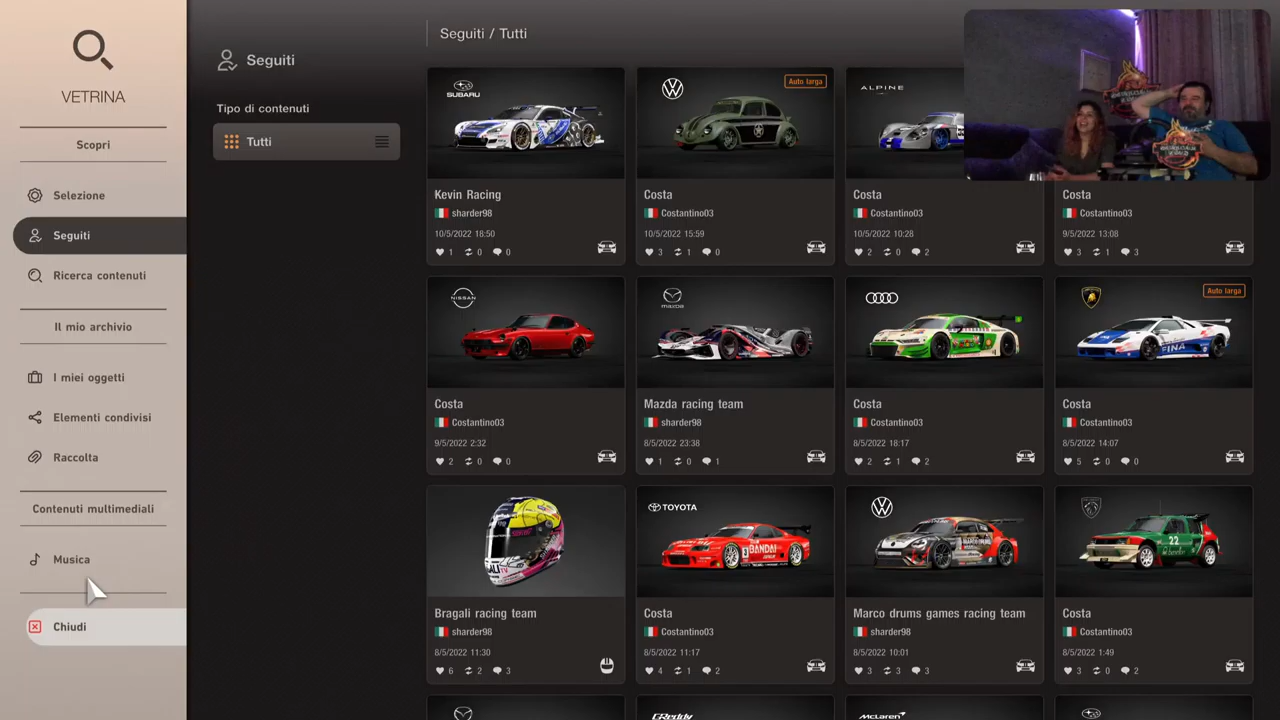 VETRINA
Scopri
Selezione
Seguiti
Ricerca contenuti
Il mio archivio
I miei oggetti
Elementi condivisi
Raccolta
Contenuti multimediali
Musica
Chiudi
Seguiti
Tipo di contenuti
Tutti
Seguiti / Tutti
SUBARU
Auto larga
ALPINE
Kevin Racing
sharder98
10/5/2022 18:50
1 0 0
Costa
Costantino03
10/5/2022 15:59
3 1 0
Costa
Costantino03
10/5/2022 10:28
2 0 2
Costa
Costantino03
9/5/2022 13:08
3 1 3
NISSAN
mazda
Auto larga
FINA
Costa
Costantino03
9/5/2022 2:32
2 0 0
Mazda racing team
sharder98
8/5/2022 23:38
1 0 1
Costa
Costantino03
8/5/2022 18:17
2 1 2
Costa
Costantino03
8/5/2022 14:07
5 0 0
TOYOTA
3 BANDAI
22
Bragali racing team
sharder98
8/5/2022 11:30
6 2 3
Costa
Costantino03
8/5/2022 11:17
4 1 2
Marco drums games racing team
sharder98
8/5/2022 10:01
3 3 3
Costa
Costantino03
8/5/2022 1:49
3 0 2
GReddy
McLaren